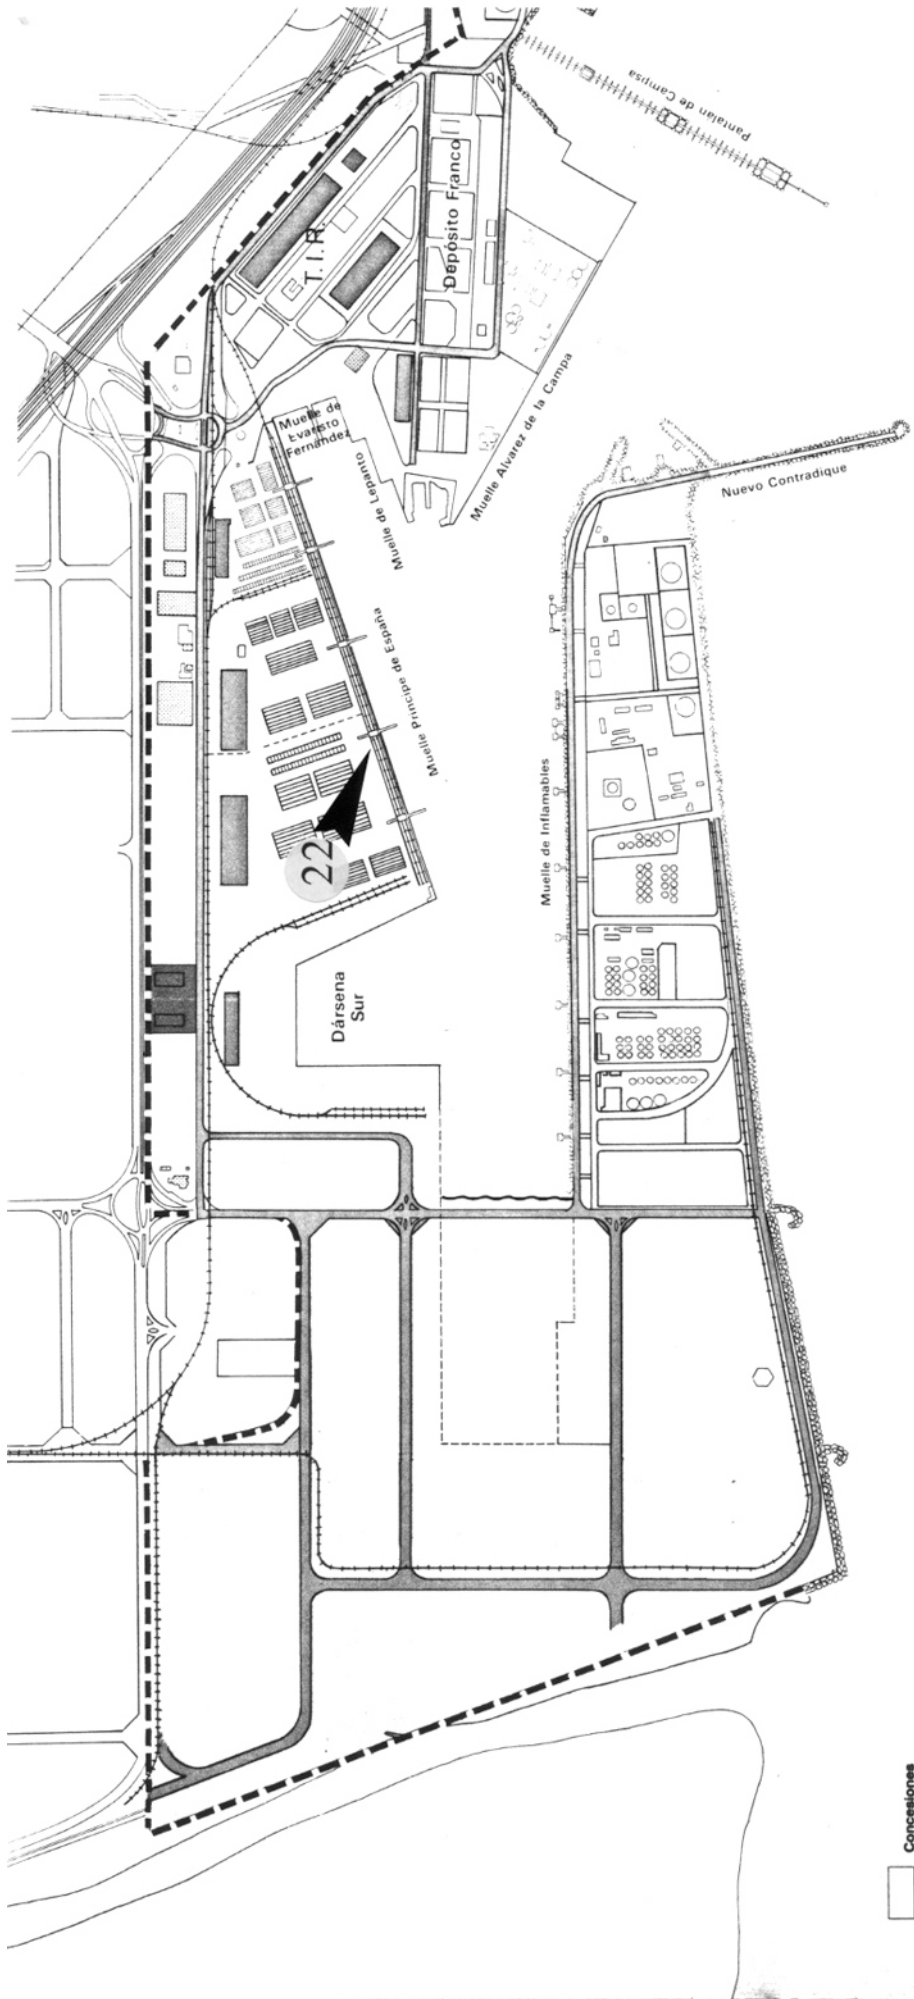 Pantalan de Campsa
T.I.R.
Depósito Franco
Muelle de
Evaristo
Fernández
Muelle de Lepanto
Muelle Alvarez de la Campa
Nuevo Contradique
Muelle Principe de España
Muelle de Inflamables
22
Dársena
Sur
Concesiones